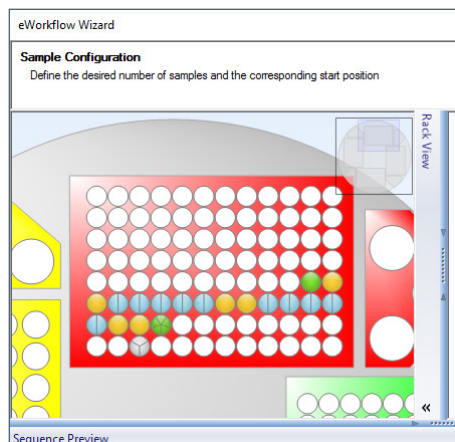 eWorkflow Wizard
Sample Configuration
Define the desired number of samples and the corresponding start position
Rack View
«
Sequence Preview